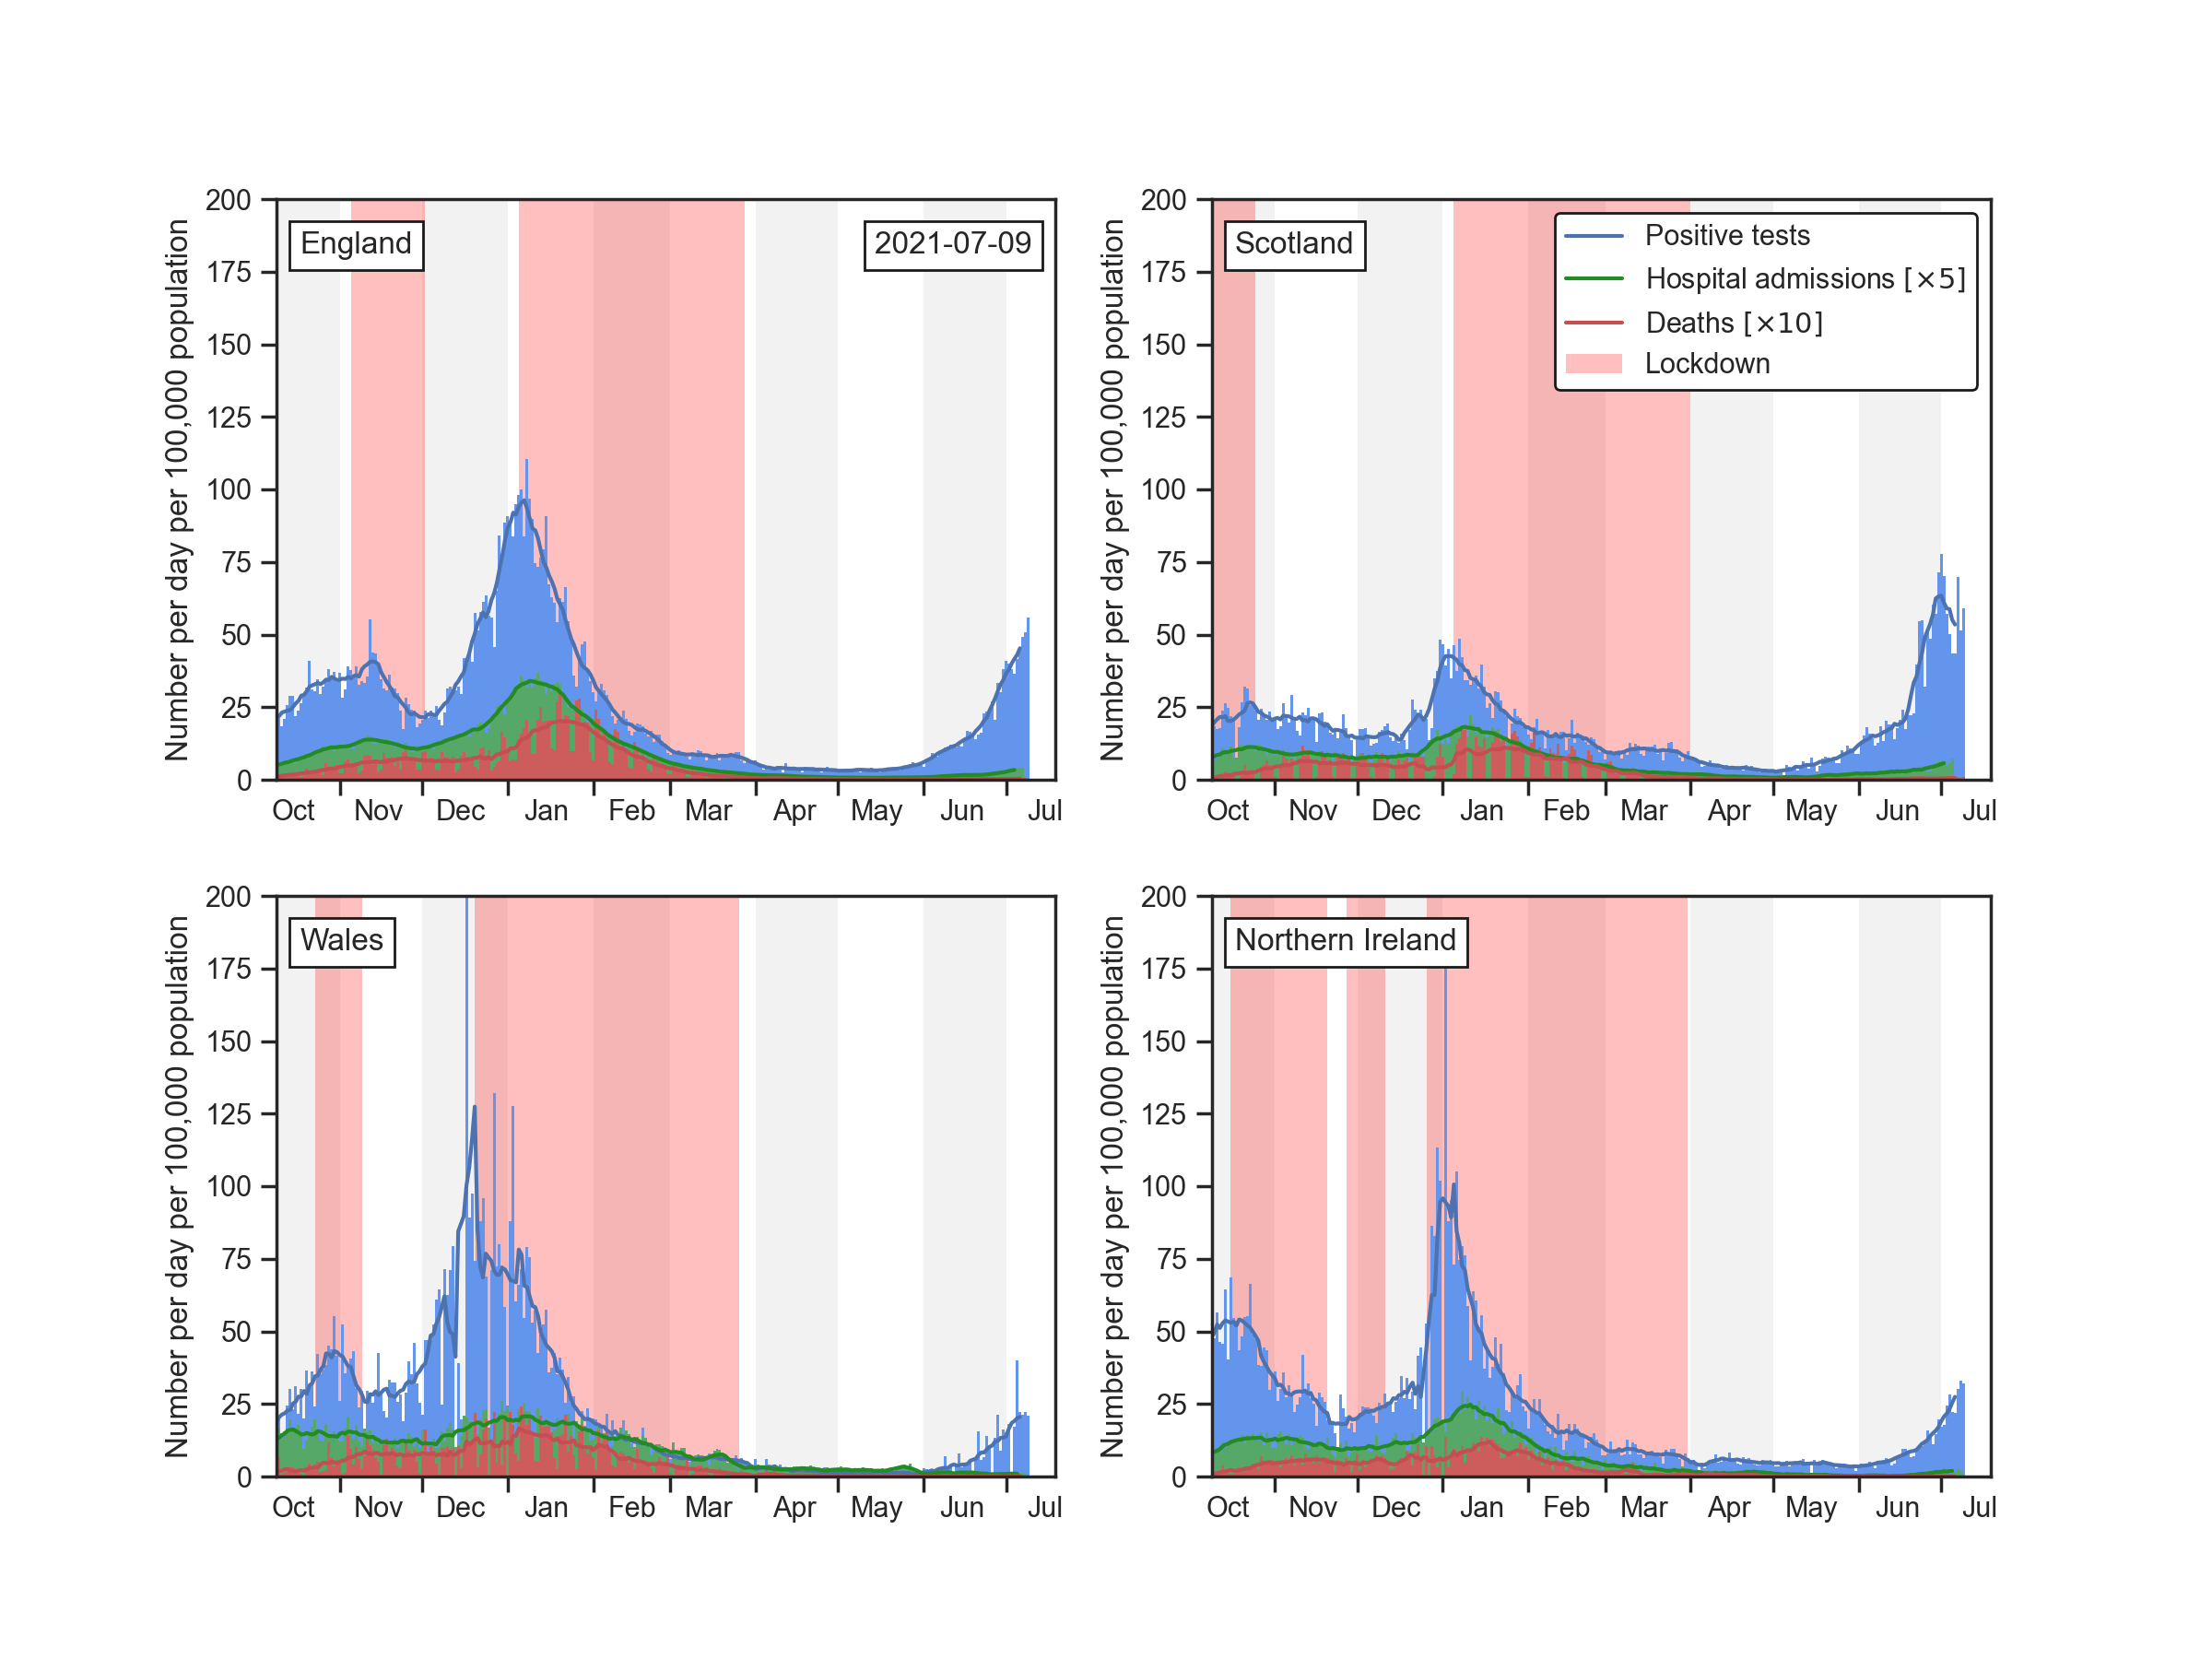 England
2021-07-09
Number per day per 100,000 population
200
175
150
125
100
75
50
25
0
Oct Nov Dec Jan Feb Mar Apr May Jun Jul
Scotland
Positive tests
Hospital admissions [×5]
Deaths [×10]
Lockdown
Number per day per 100,000 population
200
175
150
125
100
75
50
25
0
Oct Nov Dec Jan Feb Mar Apr May Jun Jul
Wales
Number per day per 100,000 population
200
175
150
125
100
75
50
25
0
Oct Nov Dec Jan Feb Mar Apr May Jun Jul
Northern Ireland
Number per day per 100,000 population
200
175
150
125
100
75
50
25
0
Oct Nov Dec Jan Feb Mar Apr May Jun Jul